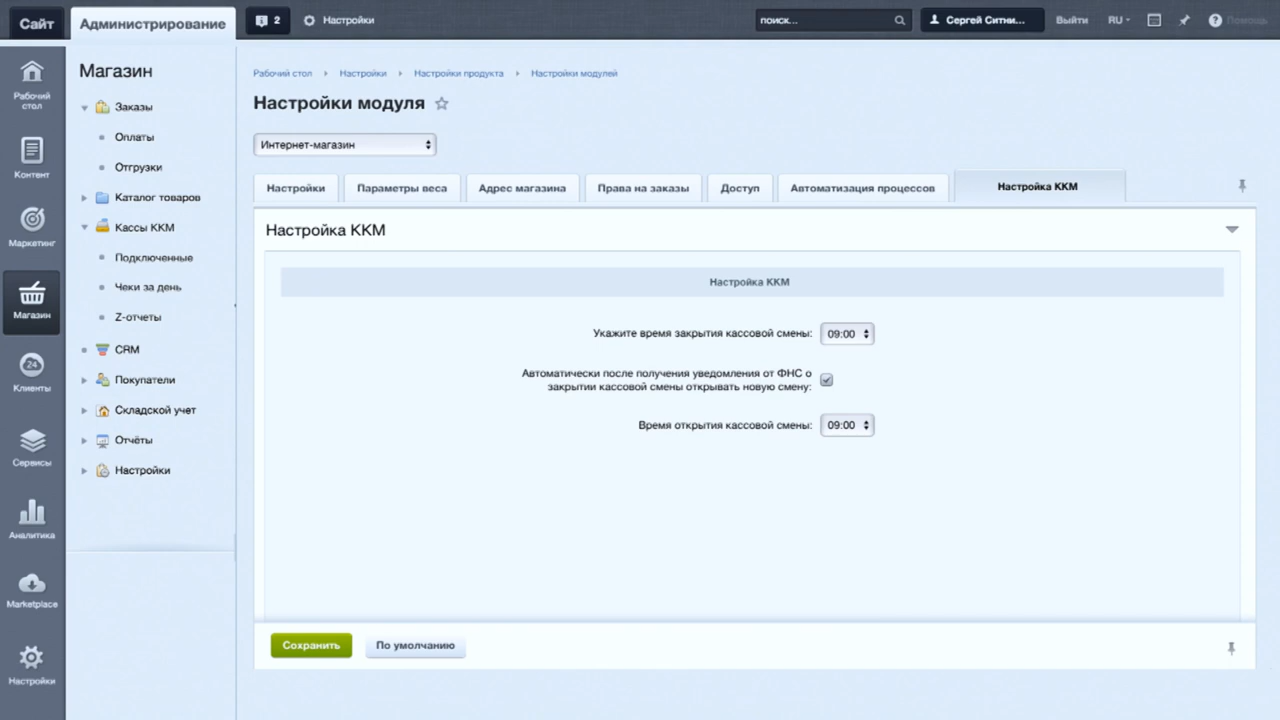 Сайт
Администрирование
2
Настройки
поиск...
Сергей Ситни...
Выйти
RU
Помощь
Рабочий
стол
Контент
Маркетинг
Магазин
Клиенты
24
Сервисы
Аналитика
Marketplace
Настройки
Магазин
Заказы
Оплаты
Отгрузки
Каталог товаров
Кассы ККМ
Подключенные
Чеки за день
Z-отчеты
CRM
Покупатели
Складской учет
Отчёты
Настройки
Рабочий стол
Настройки
Настройки продукта
Настройки модулей
Настройки модуля
Интернет-магазин
Настройки
Параметры веса
Адрес магазина
Права на заказы
Доступ
Автоматизация процессов
Настройка ККМ
Настройка ККМ
Настройка ККМ
Укажите время закрытия кассовой смены: 09:00
Автоматически после получения уведомления от ФНС о
закрытии кассовой смены открывать новую смену:
Время открытия кассовой смены: 09:00
Сохранить
По умолчанию